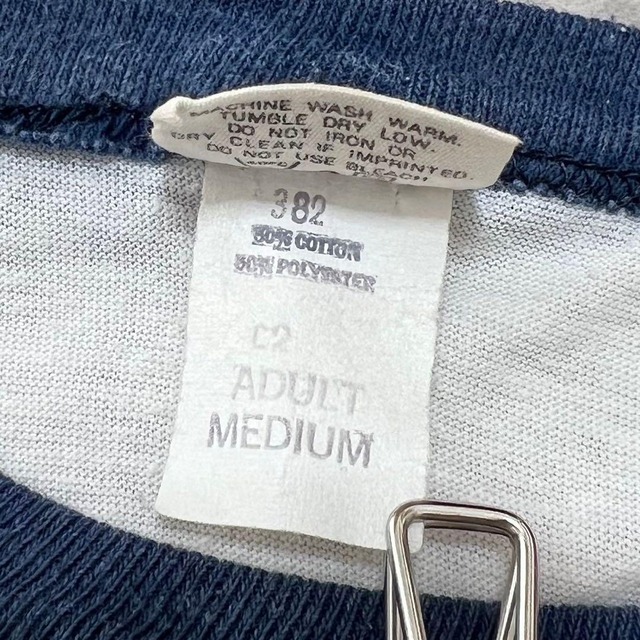 MACHINE WASH WARM.
TUMBLE DRY LOW.
DO NOT IRON OR
DRY CLEAN IF IMPRINTED.
DO NOT USE
382
50% COTTON
50% POLYESTER
C2
ADULT
MEDIUM